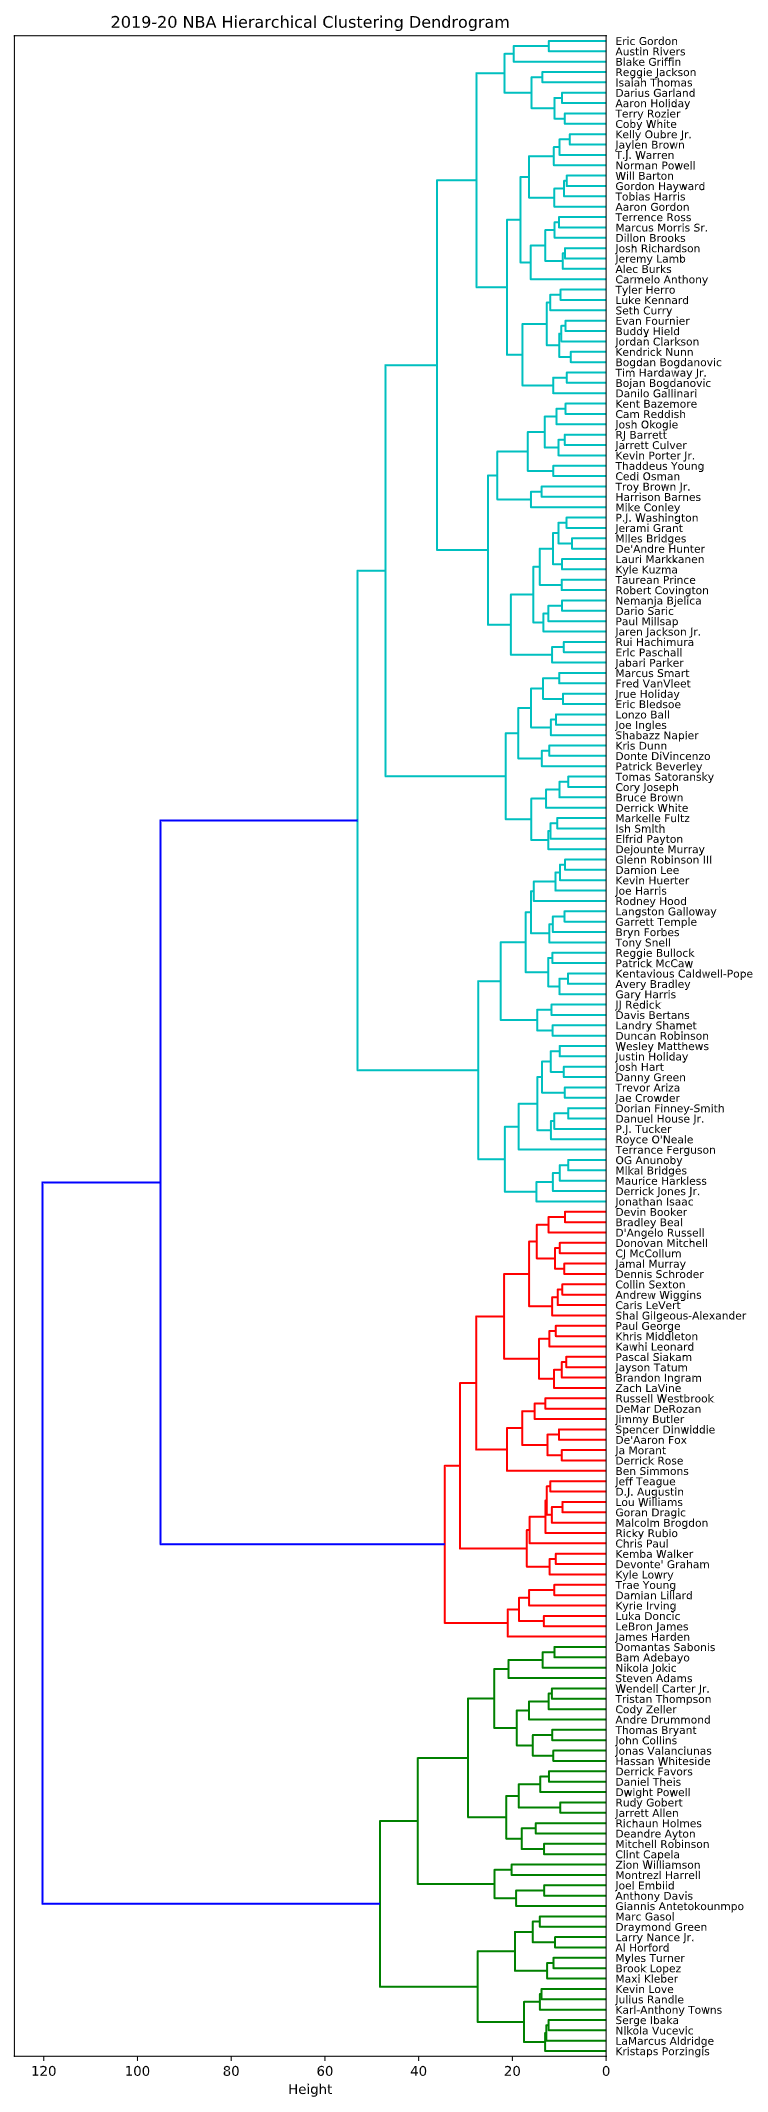 2019-20 NBA Hierarchical Clustering Dendrogram
Eric Gordon
Austin Rivers
Blake Griffin
Reggie Jackson
Isaiah Thomas
Darius Garland
Aaron Holiday
Terry Rozier
Coby White
Kelly Oubre Jr.
Jaylen Brown
T.J. Warren
Norman Powell
Will Barton
Gordon Hayward
Tobias Harris
Aaron Gordon
Terrence Ross
Marcus Morris Sr.
Dillon Brooks
Josh Richardson
Jeremy Lamb
Alec Burks
Carmelo Anthony
Tyler Herro
Luke Kennard
Seth Curry
Evan Fournier
Buddy Hield
Jordan Clarkson
Kendrick Nunn
Bogdan Bogdanovic
Tim Hardaway Jr.
Bojan Bogdanovic
Danilo Gallinari
Kent Bazemore
Cam Reddish
Josh Okogie
RJ Barrett
Jarrett Culver
Kevin Porter Jr.
Thaddeus Young
Cedi Osman
Troy Brown Jr.
Harrison Barnes
Mike Conley
P.J. Washington
Jerami Grant
Miles Bridges
De'Andre Hunter
Lauri Markkanen
Kyle Kuzma
Taurean Prince
Robert Covington
Nemanja Bjelica
Dario Saric
Paul Millsap
Jaren Jackson Jr.
Rui Hachimura
Eric Paschall
Jabari Parker
Marcus Smart
Fred VanVleet
Jrue Holiday
Eric Bledsoe
Lonzo Ball
Joe Ingles
Shabazz Napier
Kris Dunn
Donte DiVincenzo
Patrick Beverley
Tomas Satoransky
Cory Joseph
Bruce Brown
Derrick White
Markelle Fultz
Ish Smith
Elfrid Payton
Dejounte Murray
Glenn Robinson III
Damion Lee
Kevin Huerter
Joe Harris
Rodney Hood
Langston Galloway
Garrett Temple
Bryn Forbes
Tony Snell
Reggie Bullock
Patrick McCaw
Kentavious Caldwell-Pope
Avery Bradley
Gary Harris
JJ Redick
Davis Bertans
Landry Shamet
Duncan Robinson
Wesley Matthews
Justin Holiday
Josh Hart
Danny Green
Trevor Ariza
Jae Crowder
Dorian Finney-Smith
Danuel House Jr.
P.J. Tucker
Royce O'Neale
Terrance Ferguson
OG Anunoby
Mikal Bridges
Maurice Harkless
Derrick Jones Jr.
Jonathan Isaac
Devin Booker
Bradley Beal
D'Angelo Russell
Donovan Mitchell
CJ McCollum
Jamal Murray
Dennis Schroder
Collin Sexton
Andrew Wiggins
Caris LeVert
Shai Gilgeous-Alexander
Paul George
Khris Middleton
Kawhi Leonard
Pascal Siakam
Jayson Tatum
Brandon Ingram
Zach LaVine
Russell Westbrook
DeMar DeRozan
Jimmy Butler
Spencer Dinwiddie
De'Aaron Fox
Ja Morant
Derrick Rose
Ben Simmons
Jeff Teague
D.J. Augustin
Lou Williams
Goran Dragic
Malcolm Brogdon
Ricky Rubio
Chris Paul
Kemba Walker
Devonte' Graham
Kyle Lowry
Trae Young
Damian Lillard
Kyrie Irving
Luka Doncic
LeBron James
James Harden
Domantas Sabonis
Bam Adebayo
Nikola Jokic
Steven Adams
Wendell Carter Jr.
Tristan Thompson
Cody Zeller
Andre Drummond
Thomas Bryant
John Collins
Jonas Valanciunas
Hassan Whiteside
Derrick Favors
Daniel Theis
Dwight Powell
Rudy Gobert
Jarrett Allen
Richaun Holmes
Deandre Ayton
Mitchell Robinson
Clint Capela
Zion Williamson
Montrezl Harrell
Joel Embiid
Anthony Davis
Giannis Antetokounmpo
Marc Gasol
Draymond Green
Larry Nance Jr.
Al Horford
Myles Turner
Brook Lopez
Maxi Kleber
Kevin Love
Julius Randle
Karl-Anthony Towns
Serge Ibaka
Nikola Vucevic
LaMarcus Aldridge
Kristaps Porzingis
120 100 80 60 40 20 0
Height